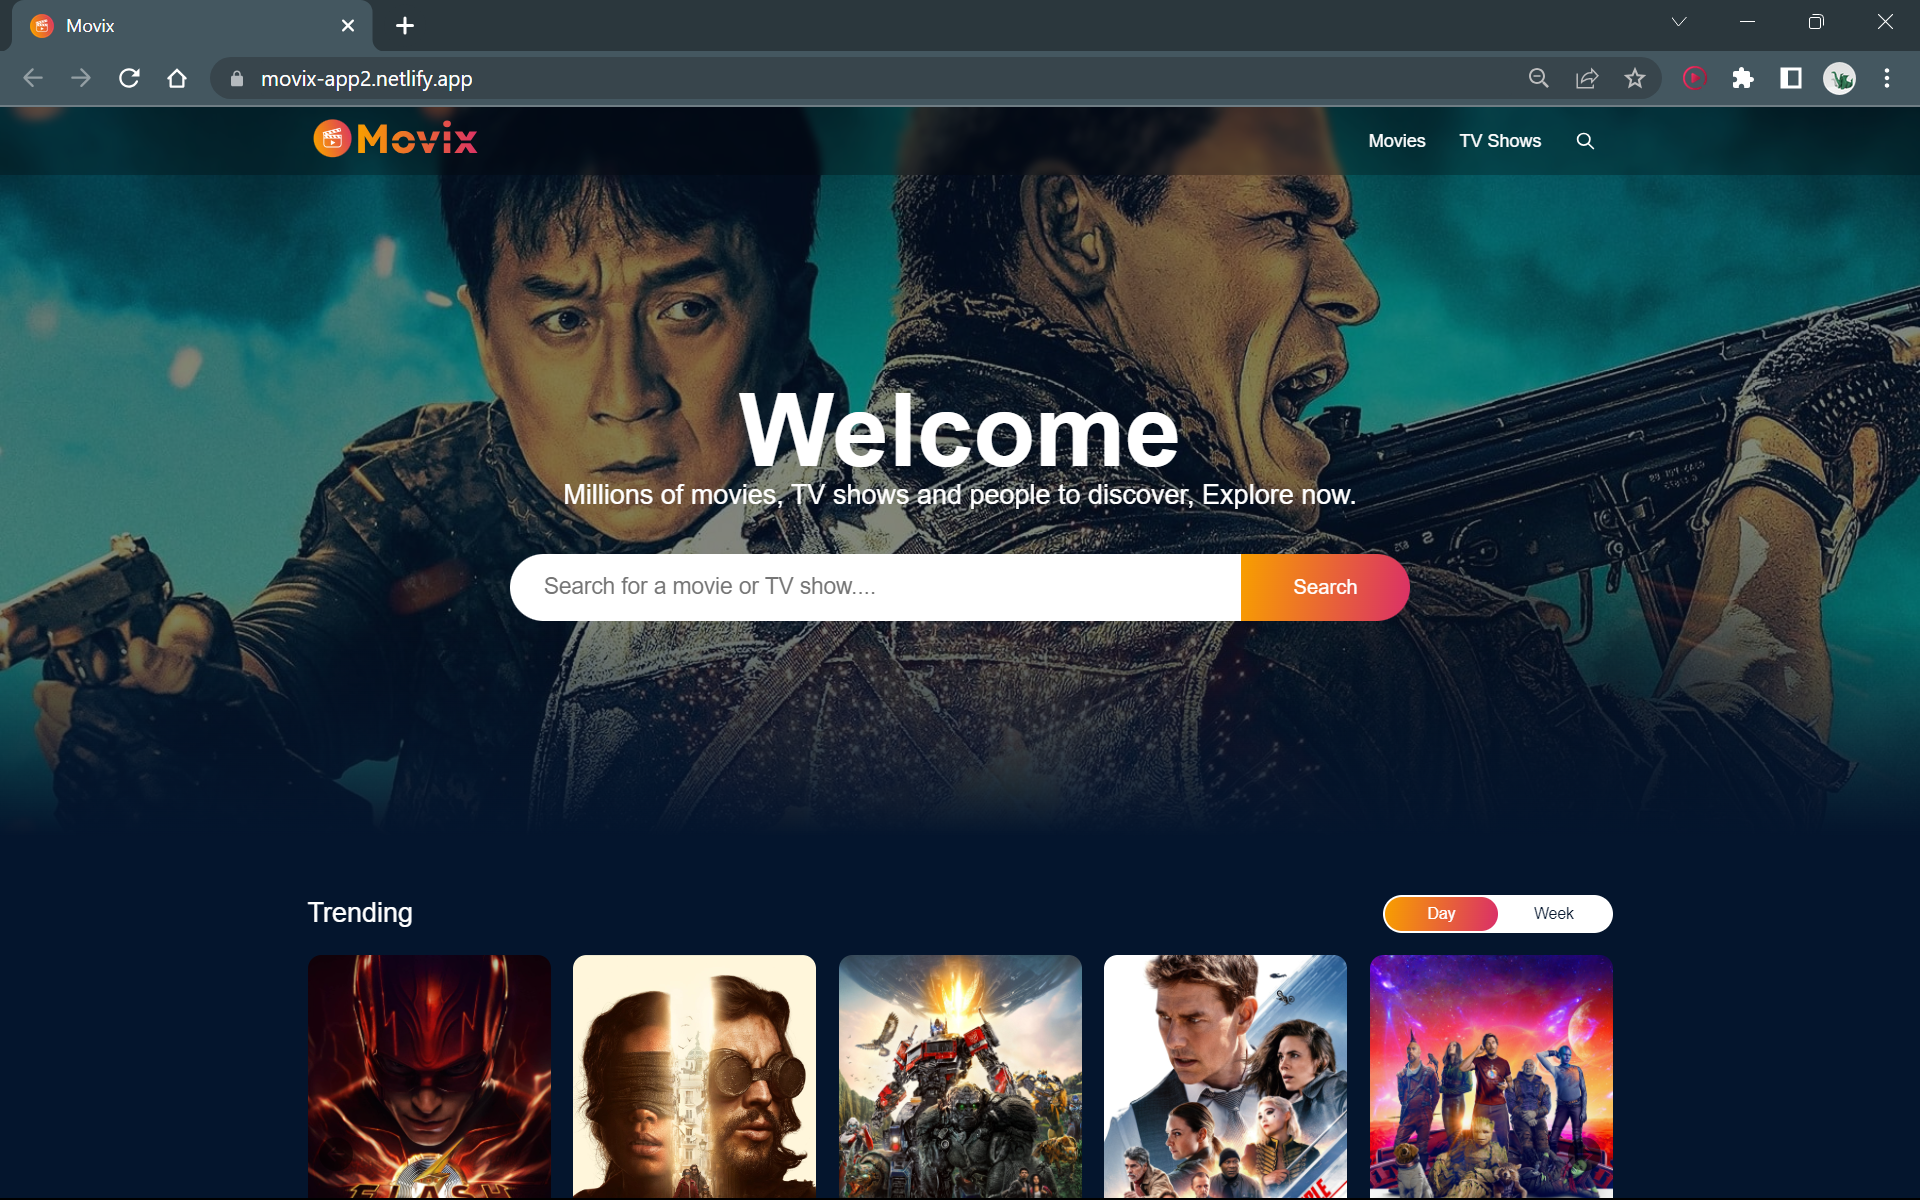 Movix
movix-app2.netlify.app
Movix
Movies
TV Shows
Welcome
Millions of movies, TV shows and people to discover, Explore now.
Search for a movie or TV show....
Search
Trending
Day
Week
FLASH